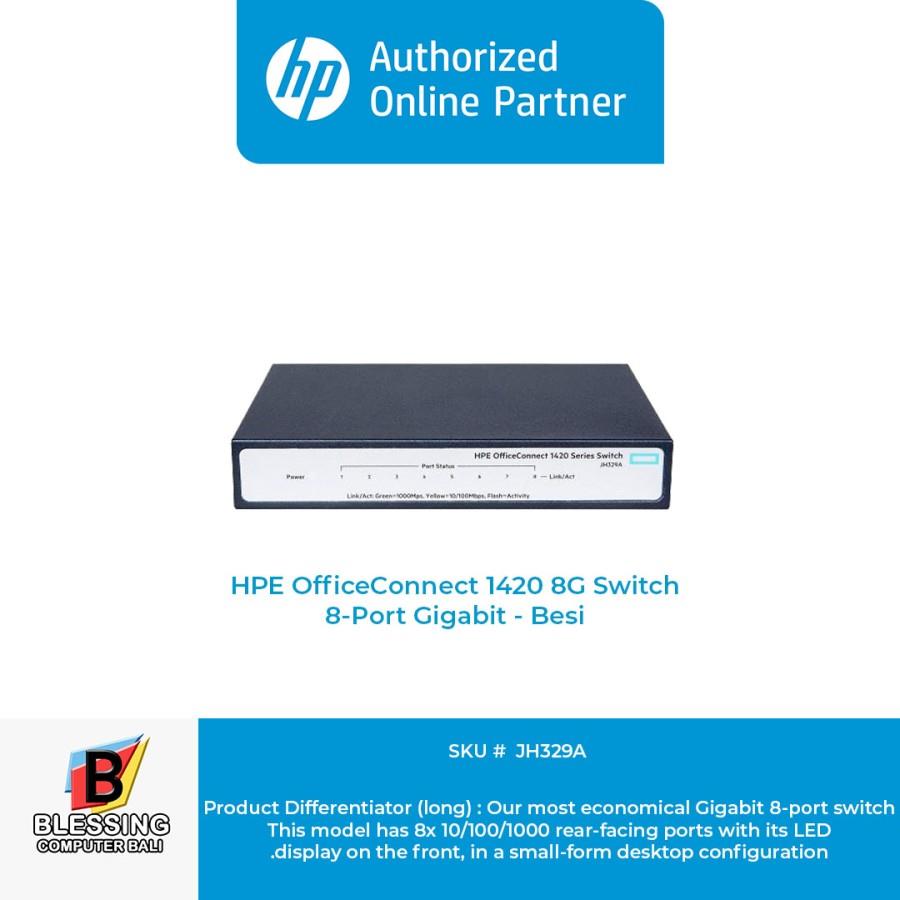 hp
Authorized
Online Partner
HPE OfficeConnect 1420 Series Switch
JH329A
Port Status
Power 1 2 3 4 5 6 7 8 Link/Act
Link/Act: Green=1000Mps, Yellow=10/100Mbps, Flash=Activity
HPE OfficeConnect 1420 8G Switch
8-Port Gigabit - Besi
B
BLESSING
COMPUTER BALI
SKU # JH329A
Product Differentiator (long) : Our most economical Gigabit 8-port switch
This model has 8x 10/100/1000 rear-facing ports with its LED
.display on the front, in a small-form desktop configuration